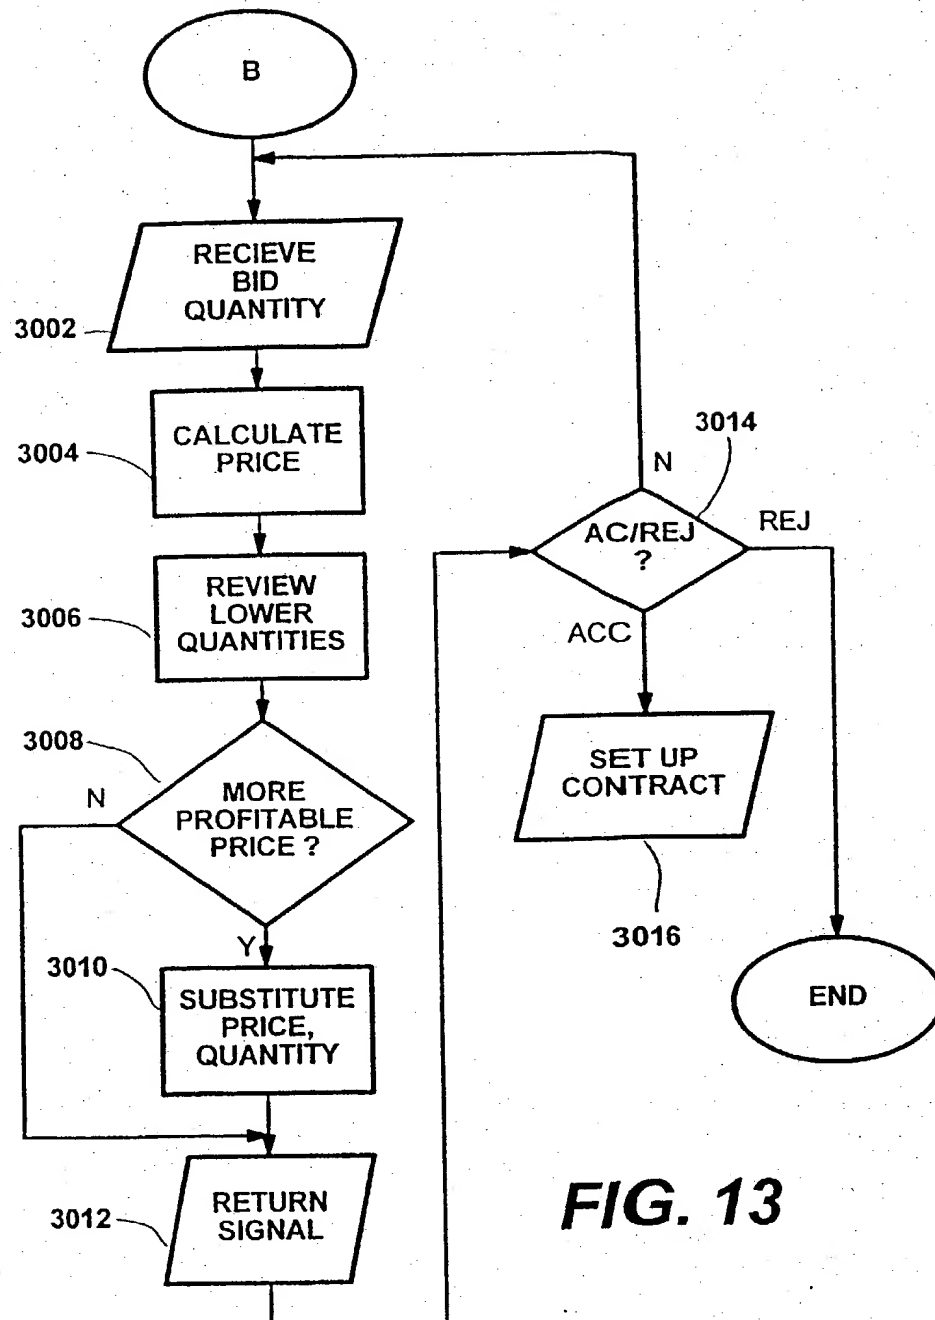 B
RECIEVE
BID
QUANTITY
3002
CALCULATE
PRICE
3004
REVIEW
LOWER
QUANTITIES
3006
3008
MORE
PROFITABLE
PRICE ?
N
Y
3010
SUBSTITUTE
PRICE,
QUANTITY
RETURN
SIGNAL
3012
3014
N
AC/REJ
?
REJ
ACC
SET UP
CONTRACT
3016
END
FIG. 13